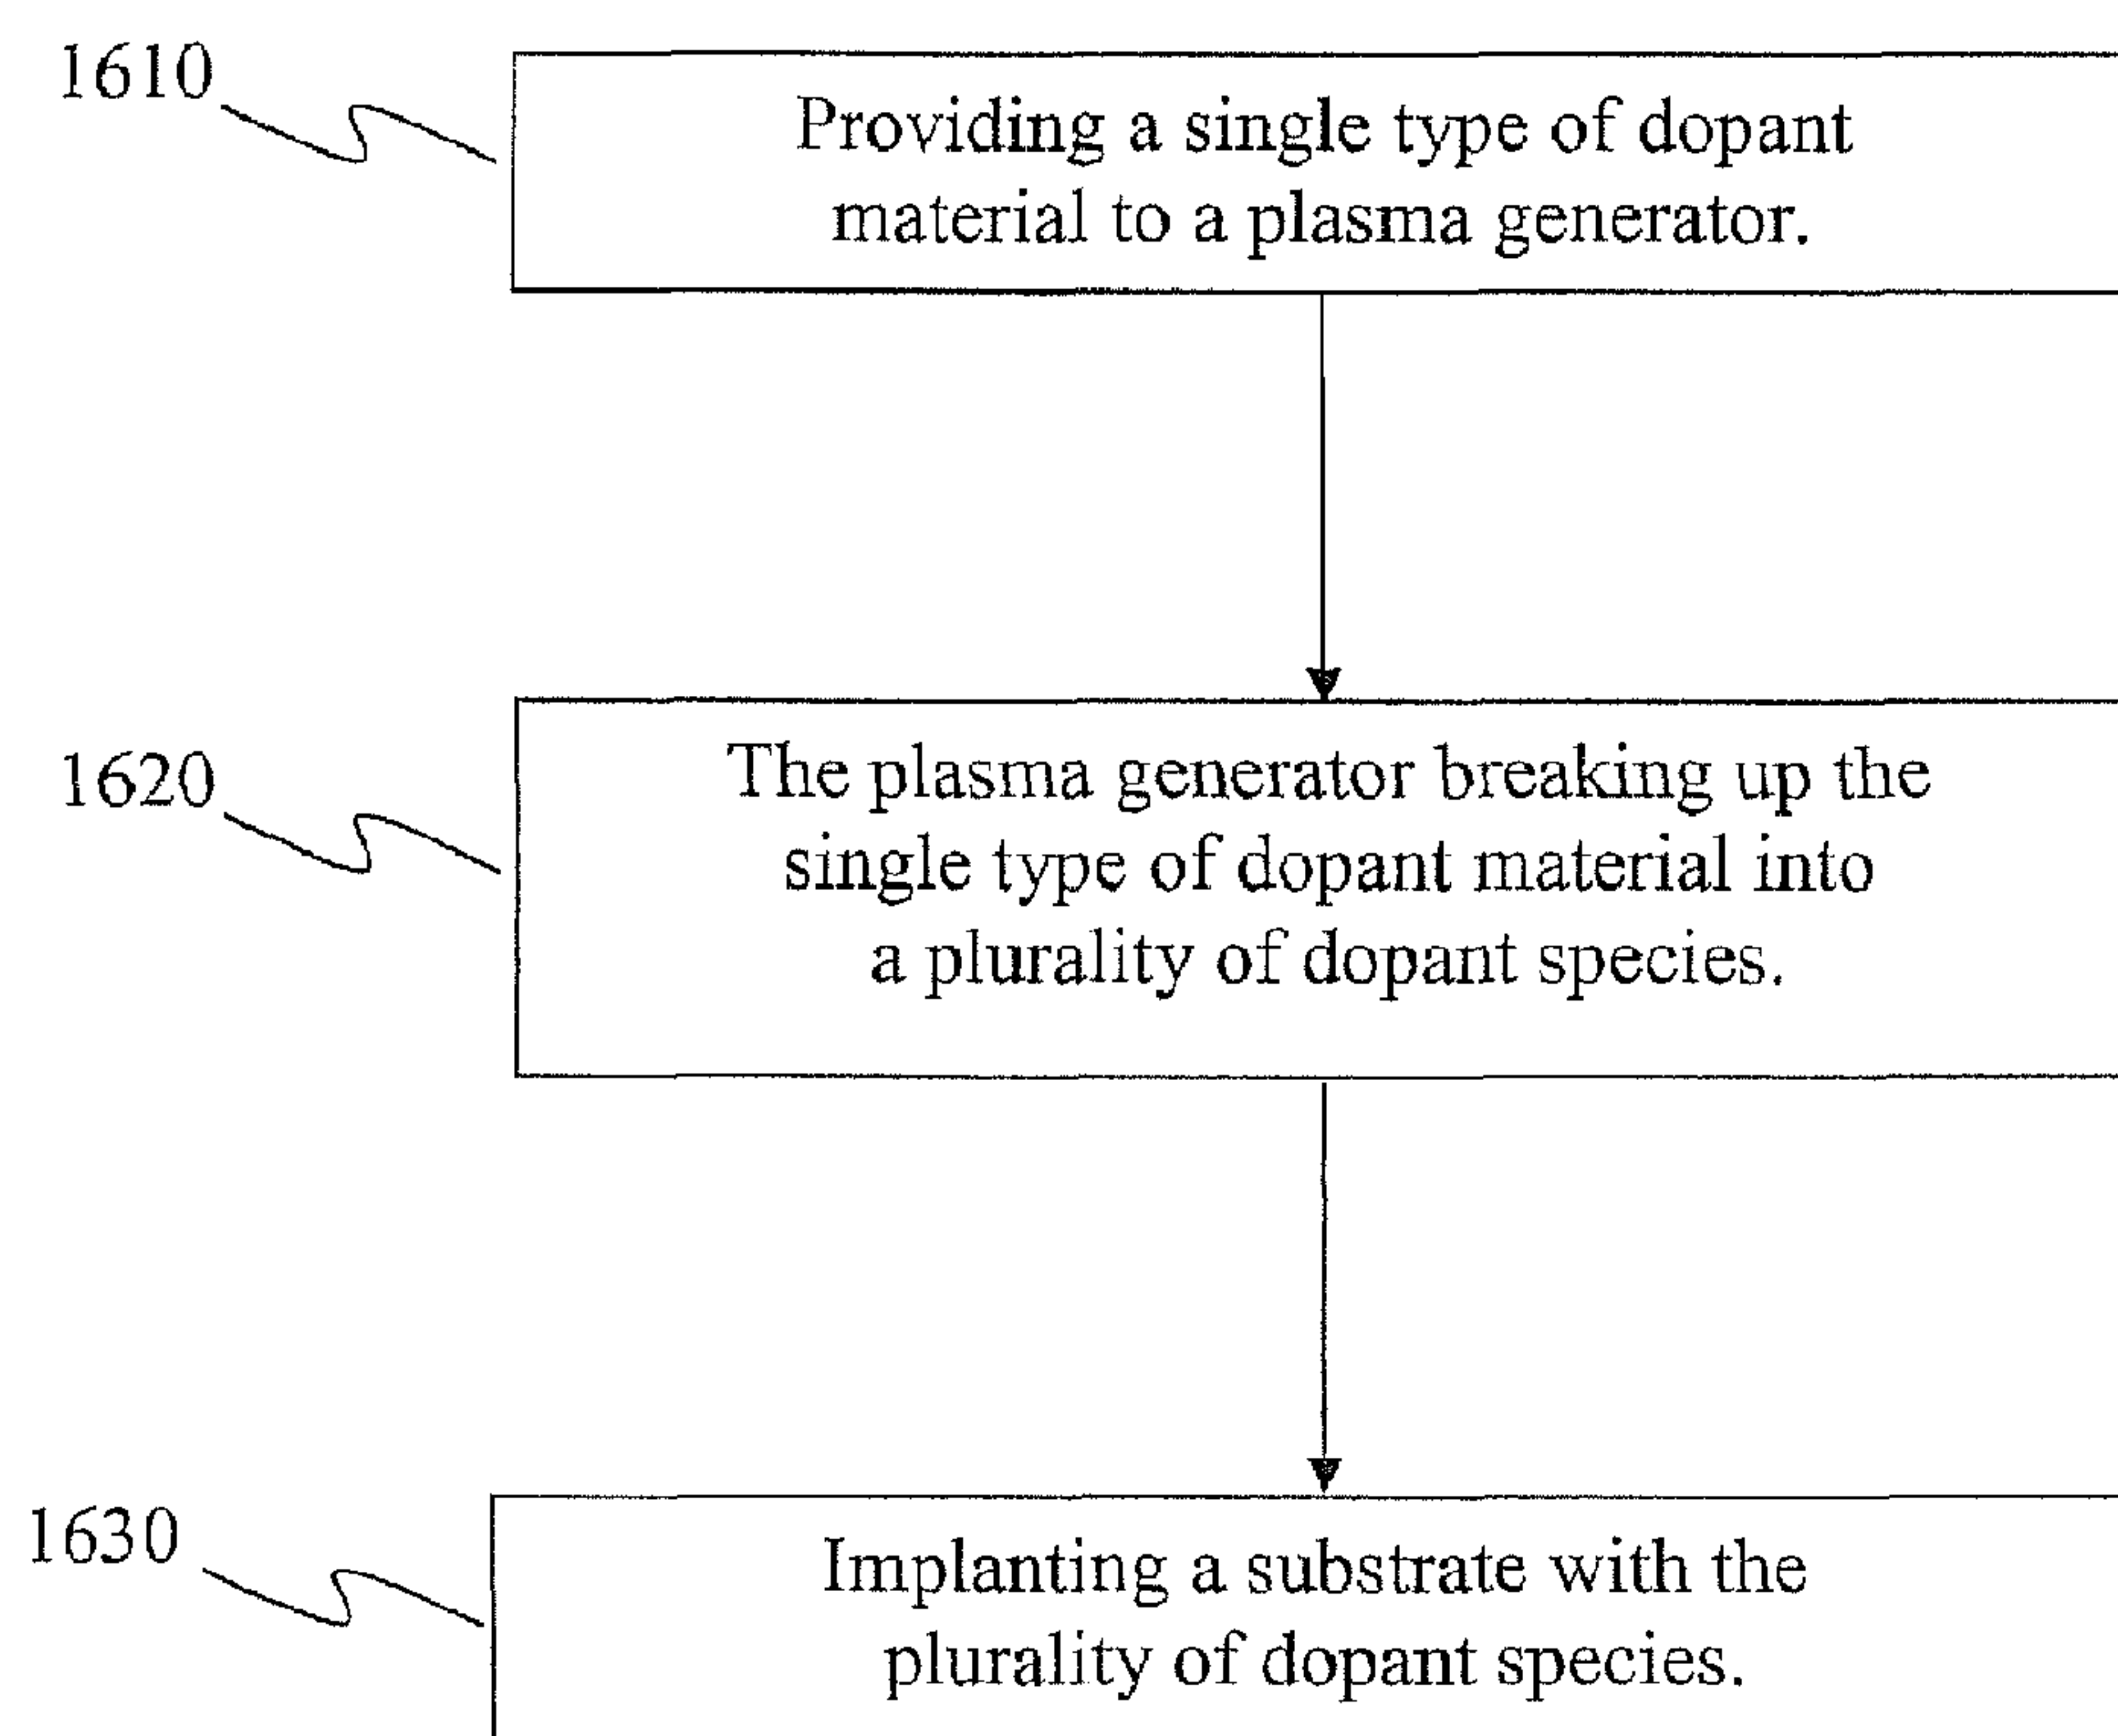 1610
Providing a single type of dopant
material to a plasma generator.
1620
The plasma generator breaking up the
single type of dopant material into
a plurality of dopant species.
1630
Implanting a substrate with the
plurality of dopant species.